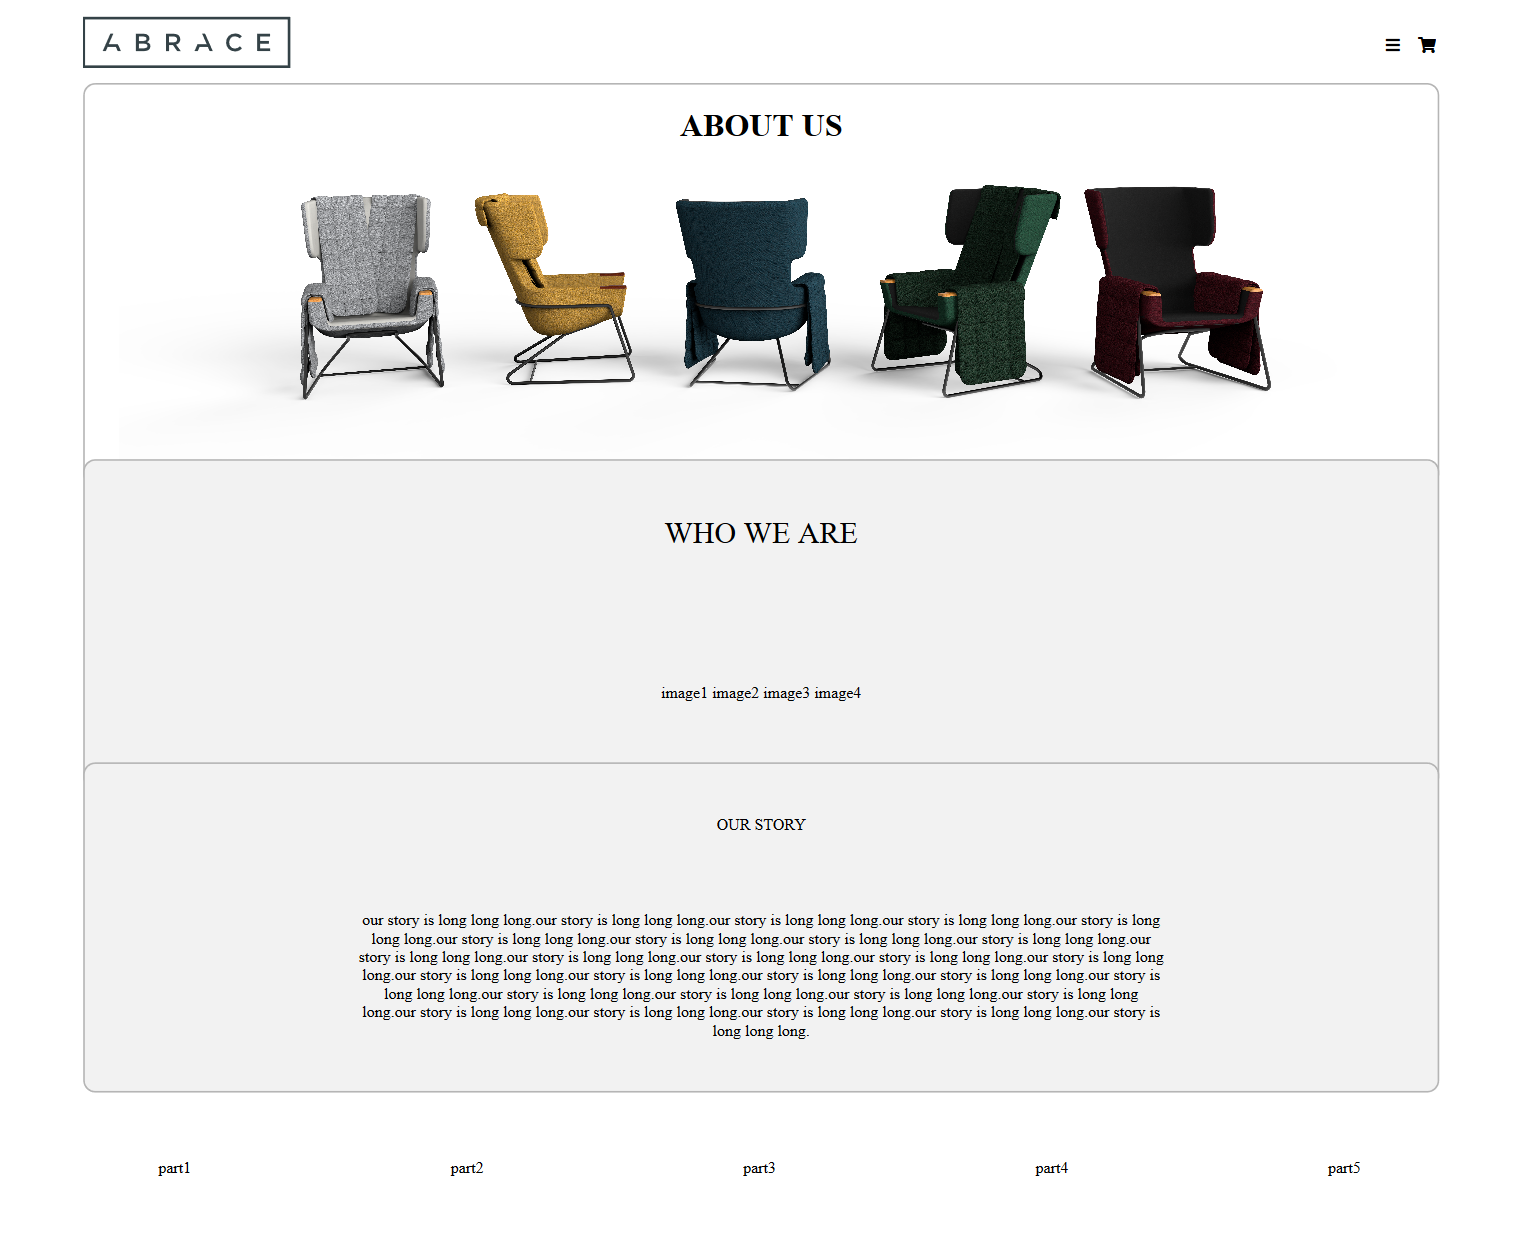 ABRACE
ABOUT US
WHO WE ARE
image1 image2 image3 image4
OUR STORY
our story is long long long.our story is long long long.our story is long long long.our story is long long long.our story is long
long long.our story is long long long.our story is long long long.our story is long long long.our story is long long long.our
story is long long long.our story is long long long.our story is long long long.our story is long long long.our story is long long
long.our story is long long long.our story is long long long.our story is long long long.our story is long long long.our story is
long long long.our story is long long long.our story is long long long.our story is long long long.our story is long long
long.our story is long long long.our story is long long long.our story is long long long.our story is long long long.our story is
long long long.
part1 part2 part3 part4 part5